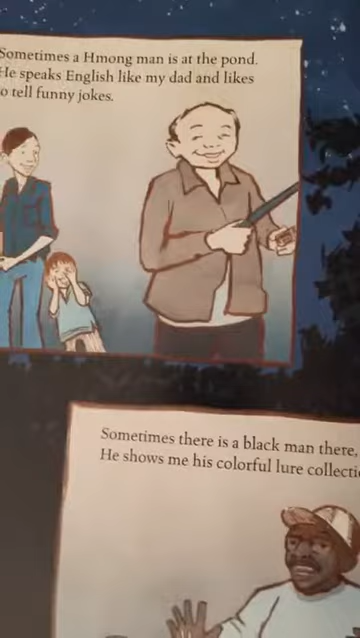 Sometimes a Hmong man is at the pond.
He speaks English like my dad and likes
to tell funny jokes.
Sometimes there is a black man there,
He shows me his colorful lure